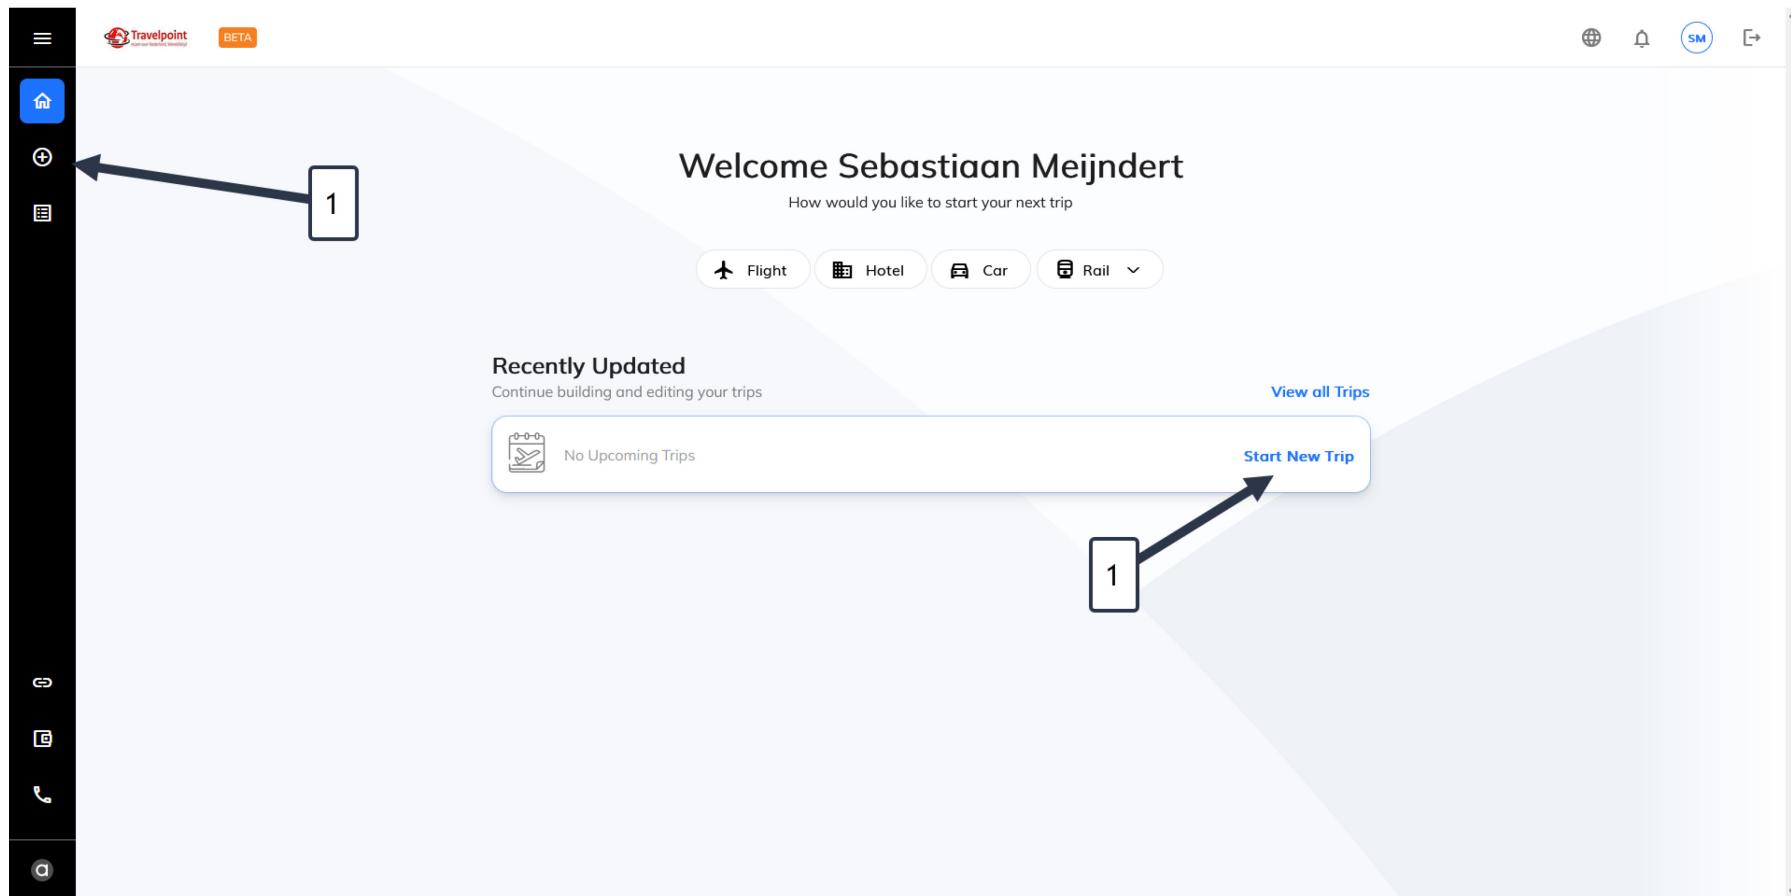 Travelpoint
BETA
SM
1
Welcome Sebastiaan Meijndert
How would you like to start your next trip
Flight
Hotel
Car
Rail
Recently Updated
Continue building and editing your trips
View all Trips
No Upcoming Trips
Start New Trip
1
a